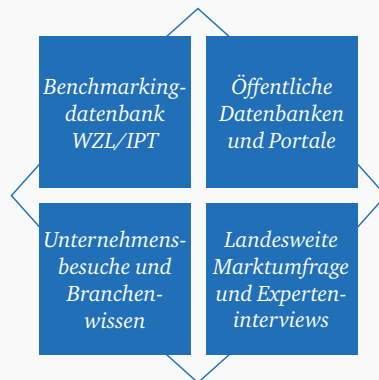 Benchmarking-
datenbank
WZL/IPT
Öffentliche
Datenbanken
und Portale
Unternehmens-
besuche und
Branchen-
wissen
Landesweite
Marktumfrage
und Experten-
interviews